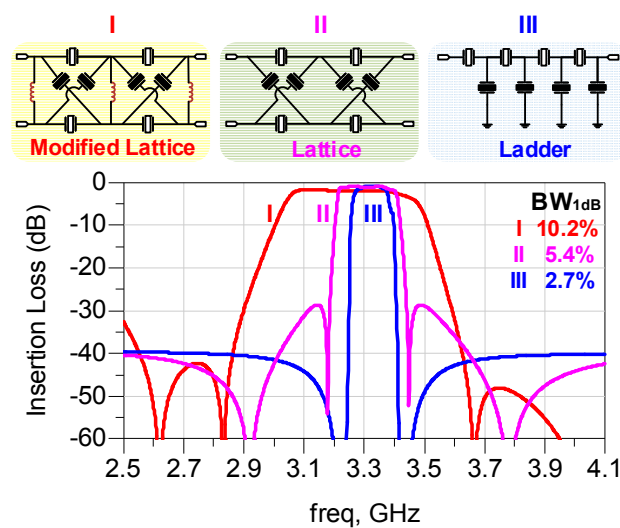 I II III
Modified Lattice Lattice Ladder
0
-10
-20
-30
-40
-50
-60
Insertion Loss (dB)
I II III
BW1dB
I 10.2%
II 5.4%
III 2.7%
2.5 2.7 2.9 3.1 3.3 3.5 3.7 3.9 4.1
freq, GHz